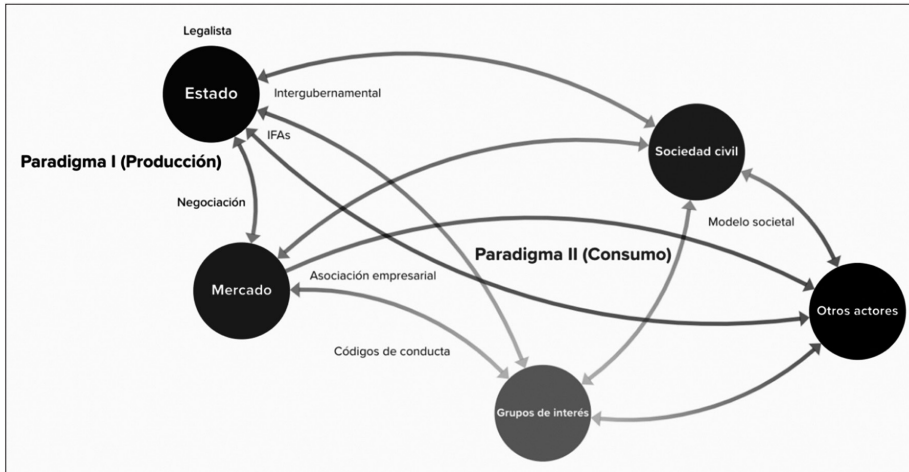 Legalista
Estado
Intergubernamental
IFAs
Paradigma I (Producción)
Sociedad civil
Negociación
Modelo societal
Paradigma II (Consumo)
Asociación empresarial
Mercado
Otros actores
Códigos de conducta
Grupos de interés